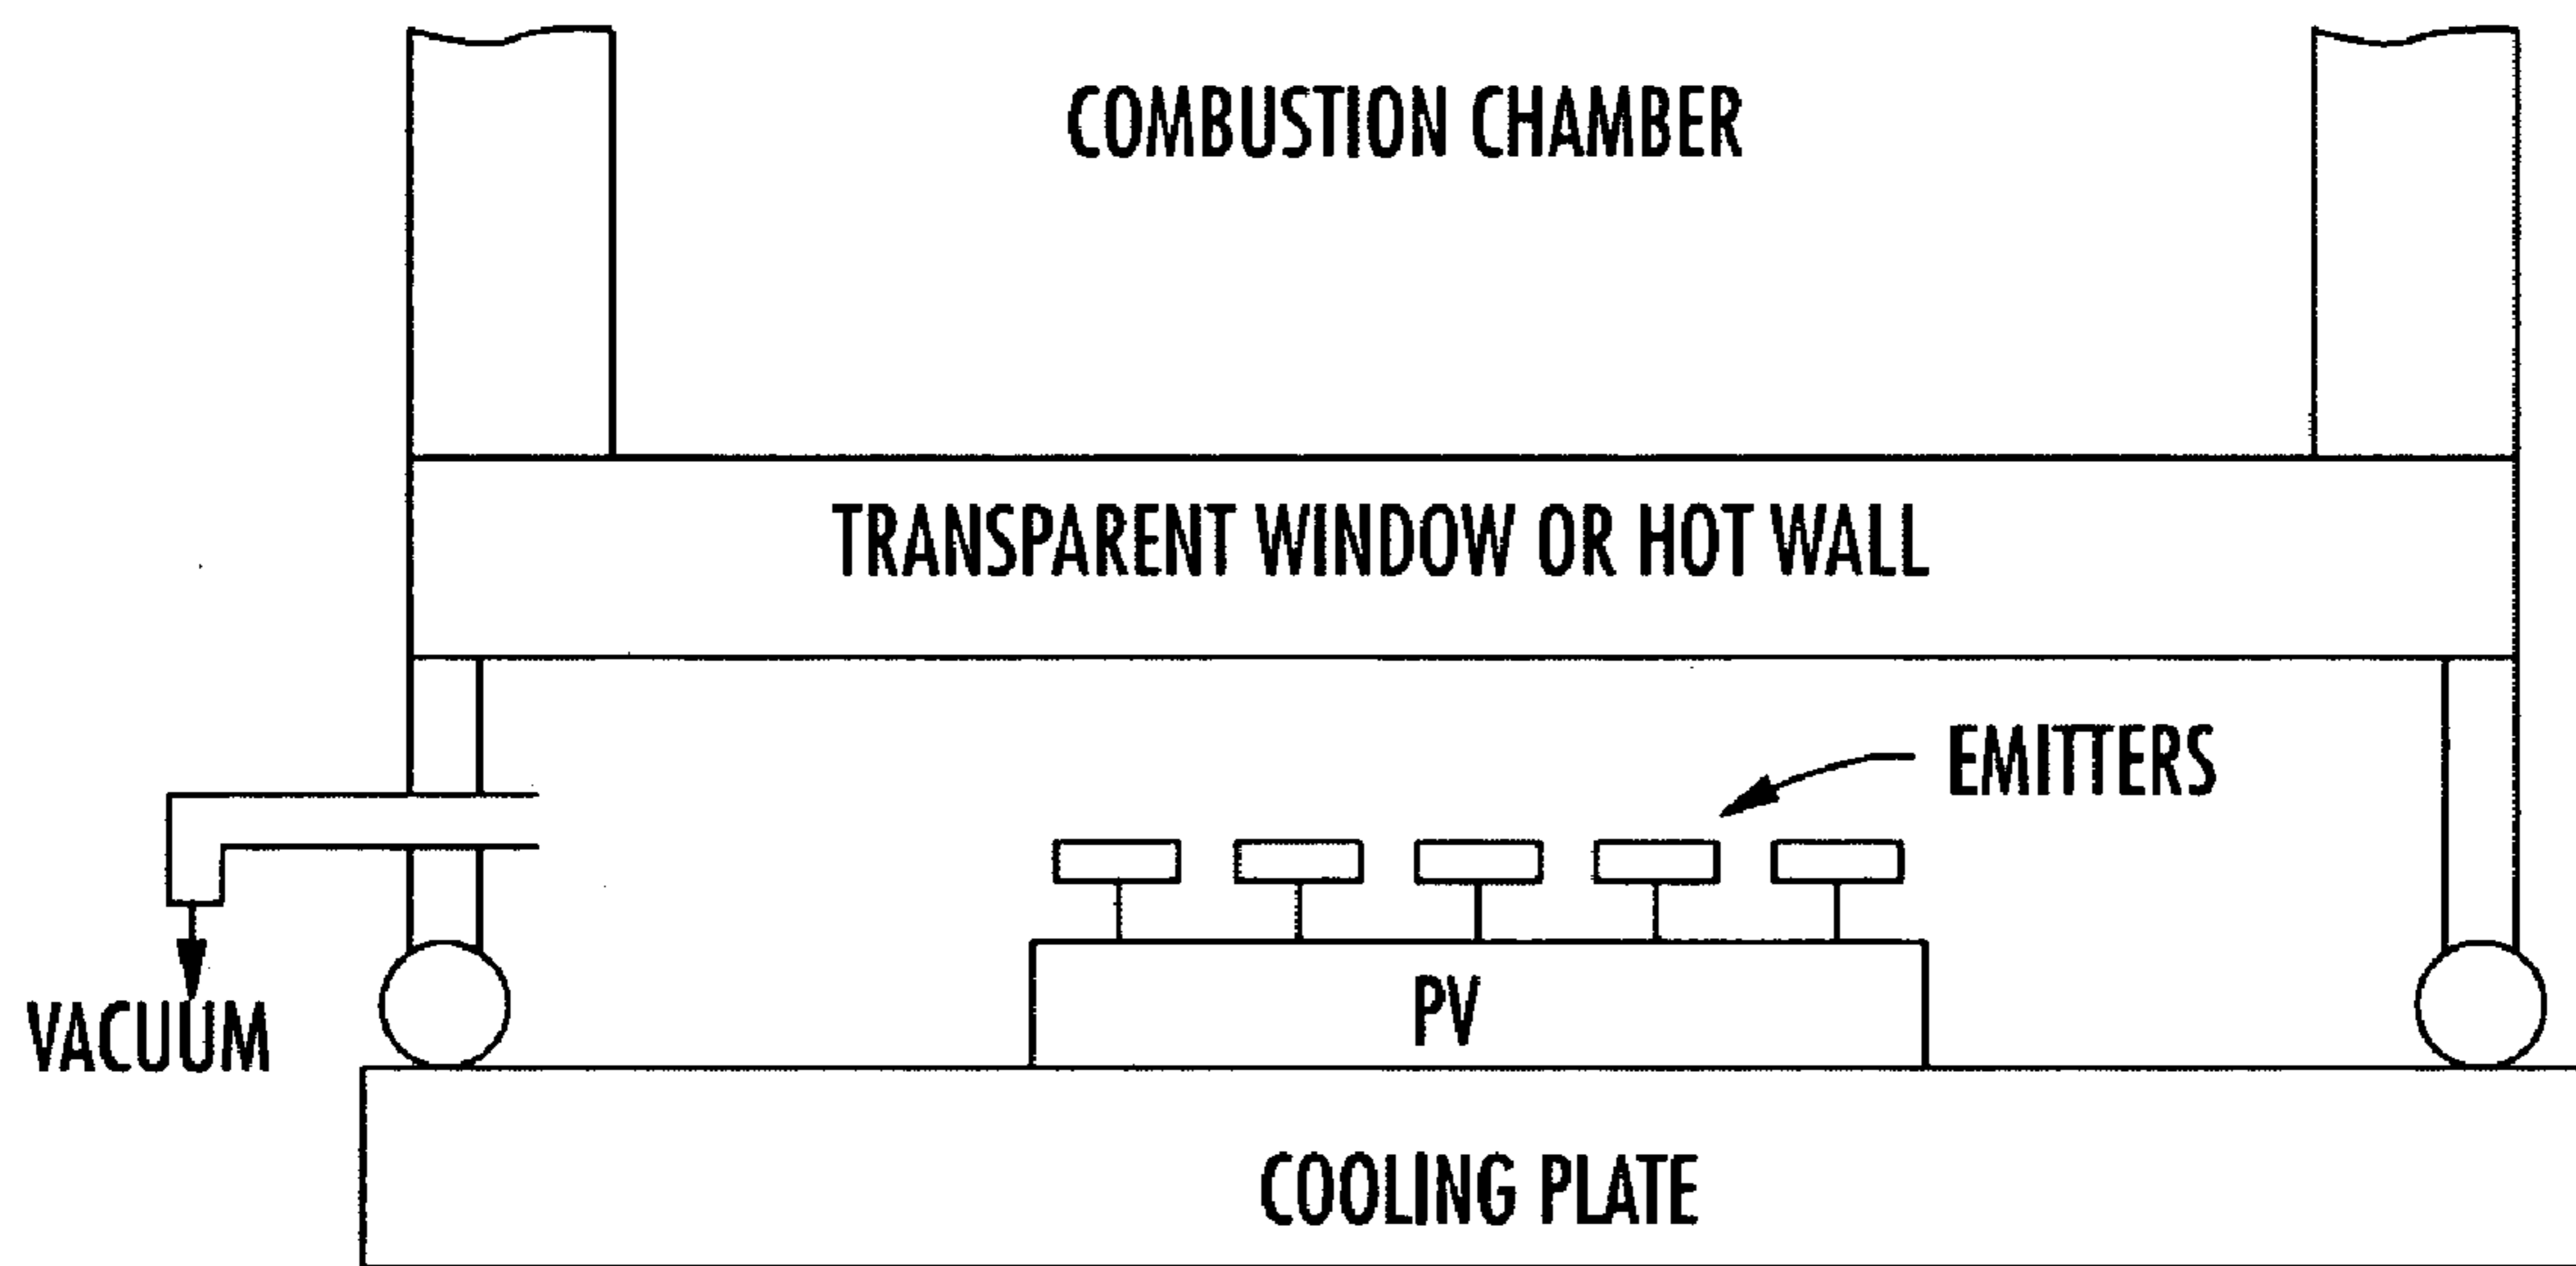 COMBUSTION CHAMBER
TRANSPARENT WINDOW OR HOT WALL
EMITTERS
PV
VACUUM
COOLING PLATE